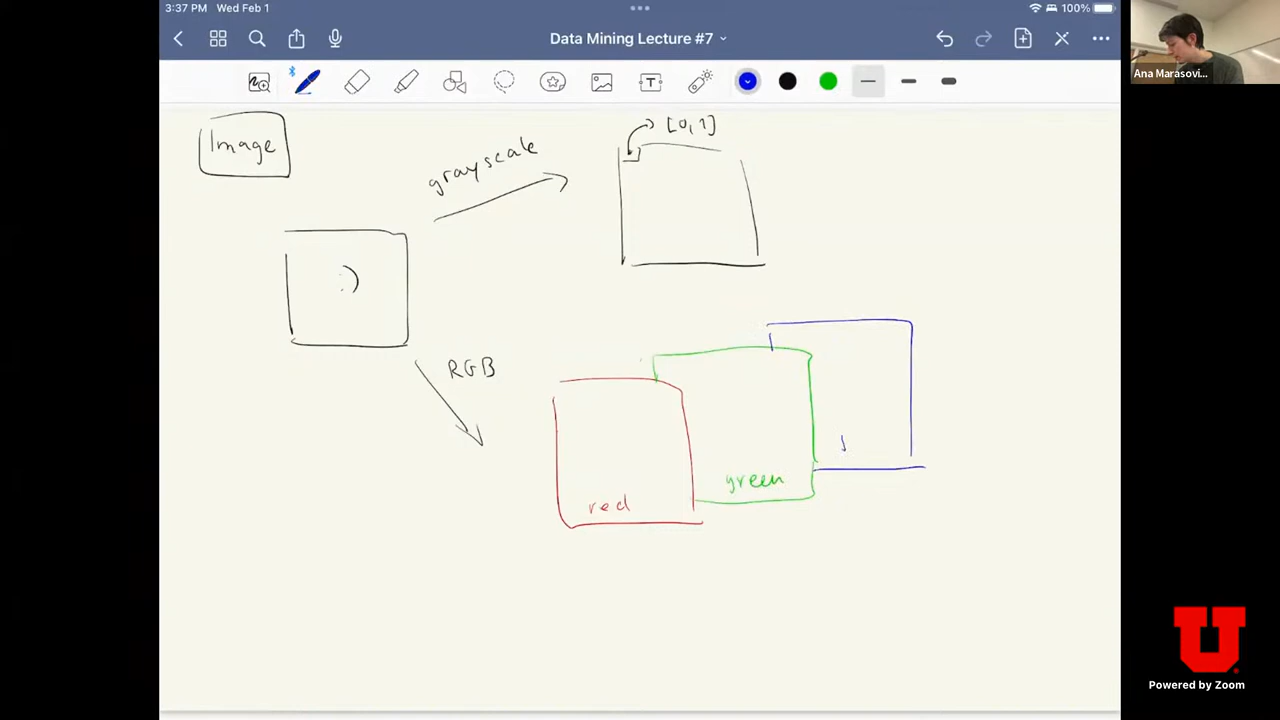 3:37 PM Wed Feb 1
100%
Data Mining Lecture #7
T
Ana Marasovi...
Image
grayscale
[0,1]
:)
RGB
red
green
U
Powered by Zoom